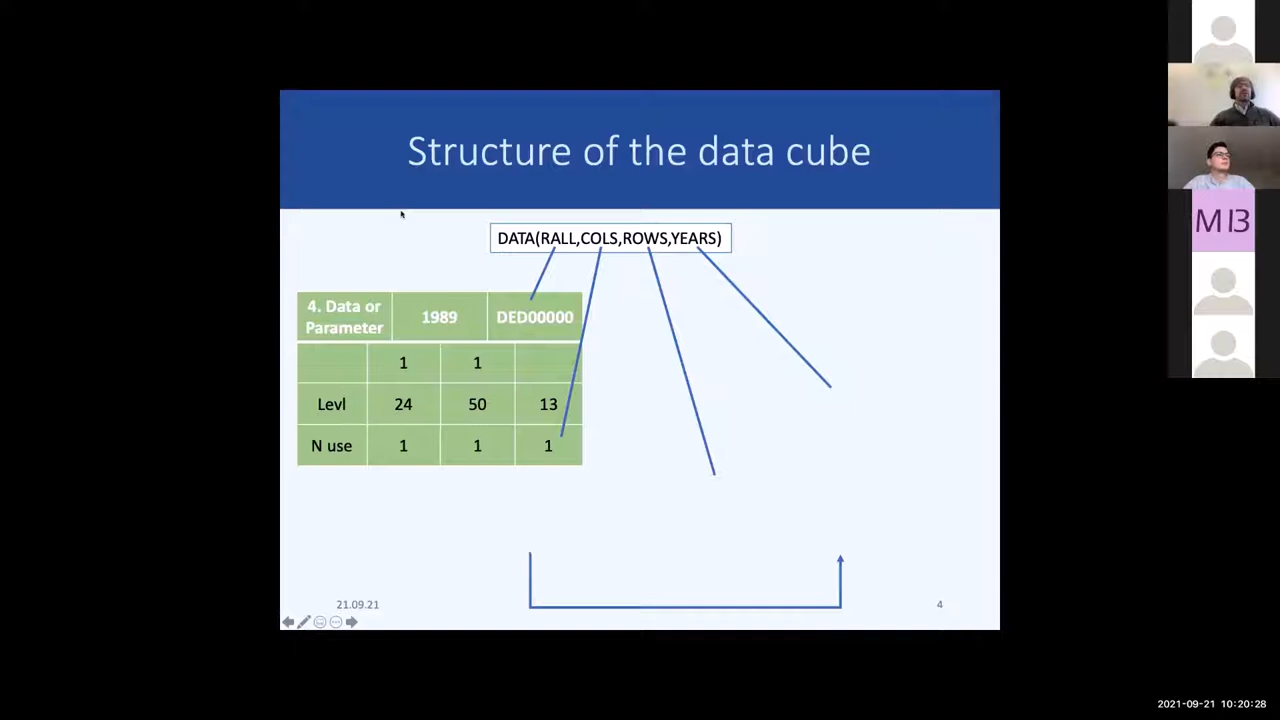 Structure of the data cube
DATA(RALL,COLS,ROWS,YEARS)
4. Data or
Parameter
1989
DED00000
1 1
Levl 24 50 13
N use 1 1 1
21.09.21
4
M13
2021-09-21 10:20:28